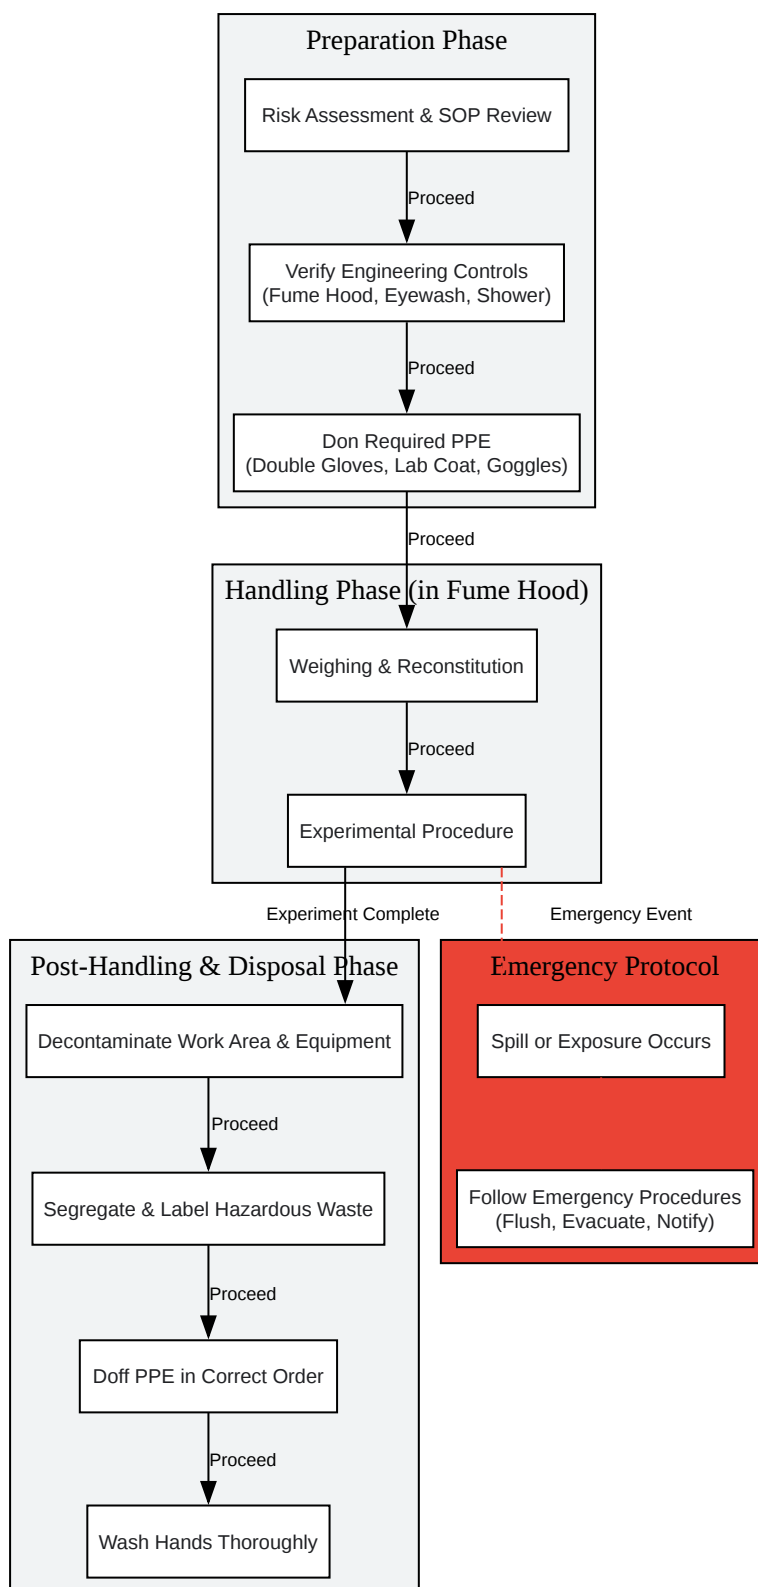 Preparation Phase
Risk Assessment & SOP Review
Proceed
Verify Engineering Controls
(Fume Hood, Eyewash, Shower)
Proceed
Don Required PPE
(Double Gloves, Lab Coat, Goggles)
Proceed
Handling Phase (in Fume Hood)
Weighing & Reconstitution
Proceed
Experimental Procedure
Experiment Complete
Emergency Event
Post-Handling & Disposal Phase
Decontaminate Work Area & Equipment
Proceed
Segregate & Label Hazardous Waste
Proceed
Doff PPE in Correct Order
Proceed
Wash Hands Thoroughly
Emergency Protocol
Spill or Exposure Occurs
Follow Emergency Procedures
(Flush, Evacuate, Notify)